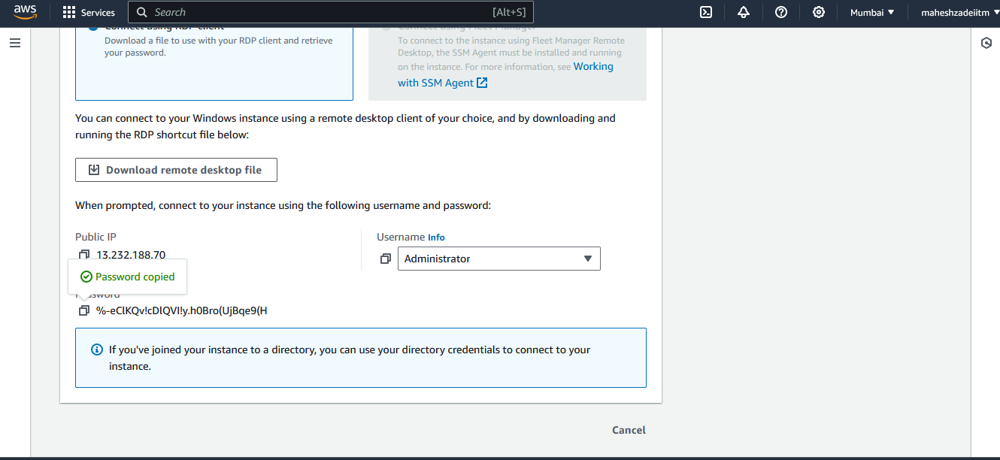 aws
Services
Search
[Alt+S]
Mumbai
maheshzadeiitm
Connect using RDP client
Download a file to use with your RDP client and retrieve
your password.
Connect using Fleet Manager
To connect to the instance using Fleet Manager Remote
Desktop, the SSM Agent must be installed and running
on the instance. For more information, see Working
with SSM Agent
You can connect to your Windows instance using a remote desktop client of your choice, and by downloading and
running the RDP shortcut file below:
Download remote desktop file
When prompted, connect to your instance using the following username and password:
Public IP
13.232.188.70
Username Info
Administrator
Password copied
Password
%-eClKQv!cDlQVI!y.h0Bro(UjBqe9(H
If you've joined your instance to a directory, you can use your directory credentials to connect to your
instance.
Cancel